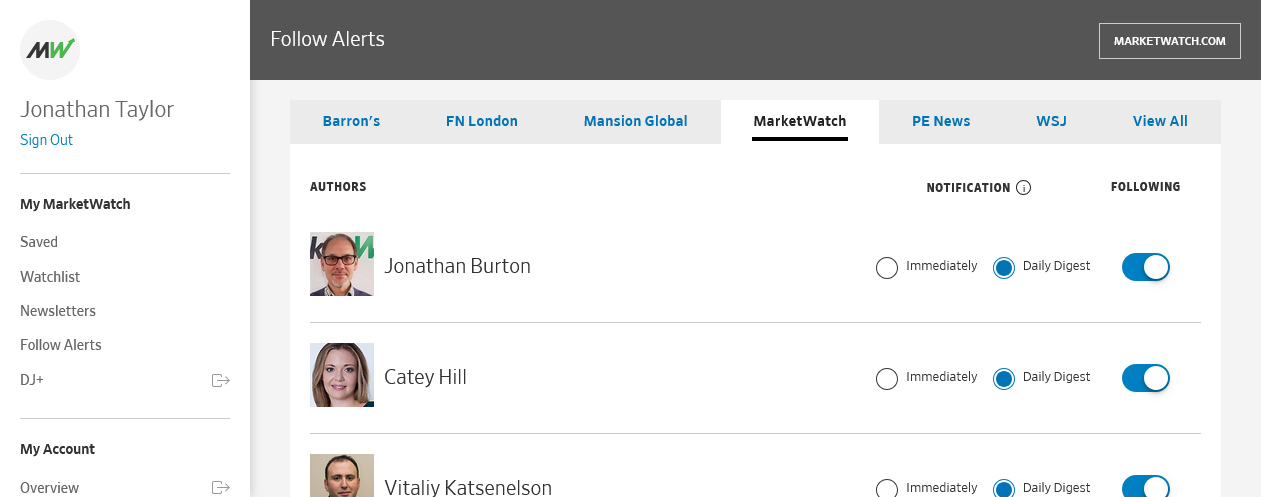 MW
Jonathan Taylor
Sign Out
My MarketWatch
Saved
Watchlist
Newsletters
Follow Alerts
DJ+
My Account
Overview
Follow Alerts
MARKETWATCH.COM
Barron's FN London Mansion Global MarketWatch PE News WSJ View All
AUTHORS NOTIFICATION FOLLOWING
Jonathan Burton Immediately Daily Digest
Catey Hill Immediately Daily Digest
Vitaliy Katsenelson Immediately Daily Digest